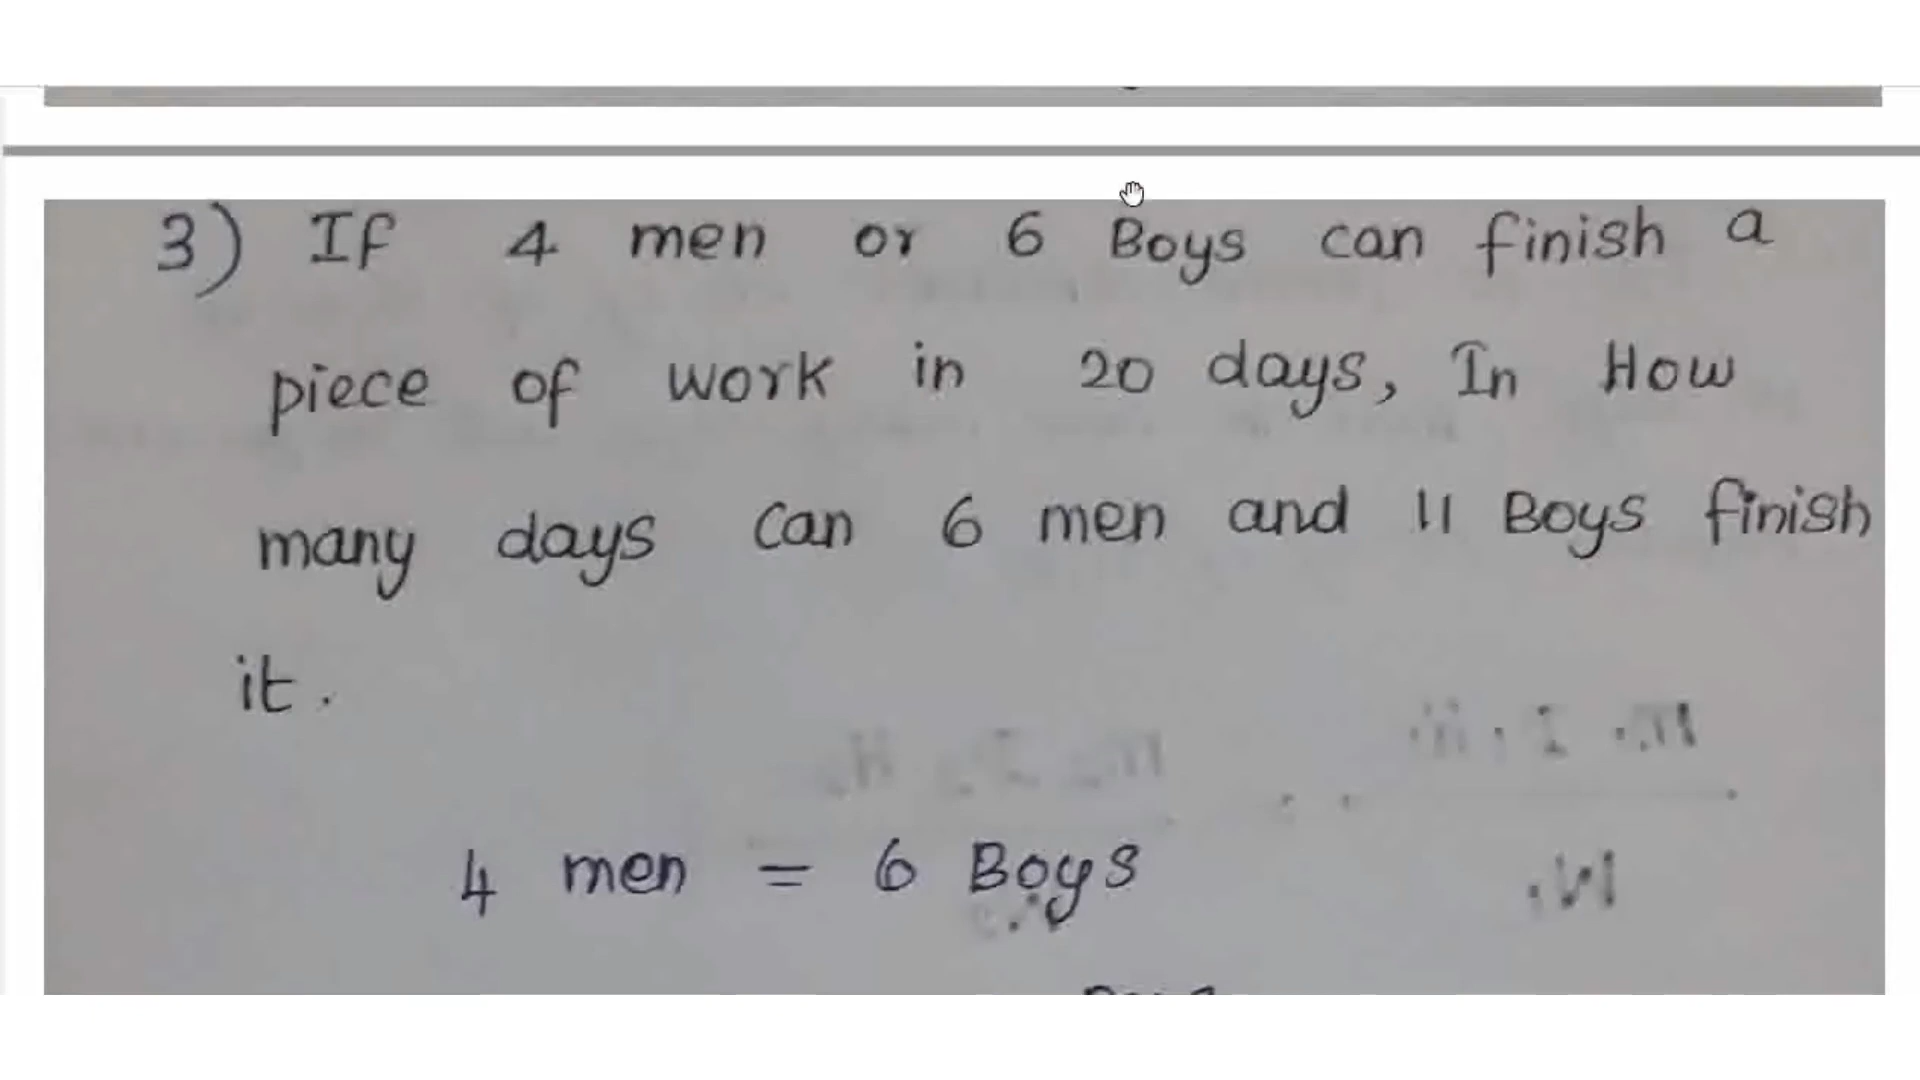 3) If 4 men or 6 Boys can finish a
piece of work in 20 days, In How
many days can 6 men and 11 Boys finish
it.
4 men = 6 Boys